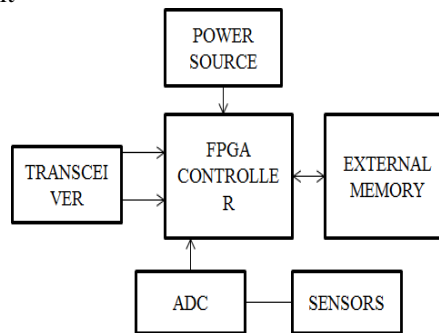 POWER
SOURCE
TRANSCEI
VER
FPGA
CONTROLLE
R
EXTERNAL
MEMORY
ADC
SENSORS